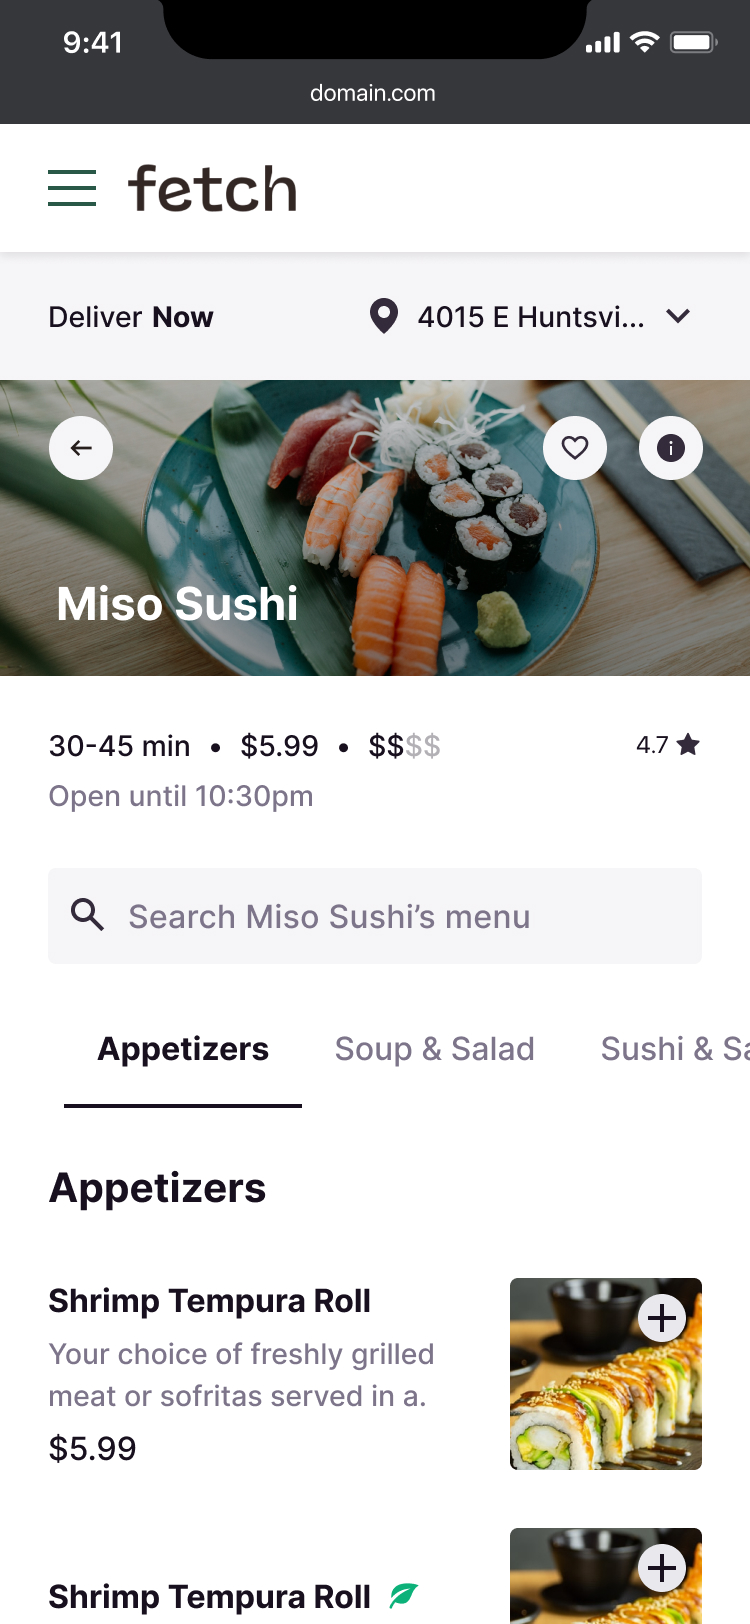 9:41
domain.com
fetch
Deliver Now
4015 E Huntsvi...
Miso Sushi
30-45 min • $5.99 • $$$$
4.7
Open until 10:30pm
Search Miso Sushi’s menu
Appetizers
Soup & Salad
Sushi & Sa
Appetizers
Shrimp Tempura Roll
Your choice of freshly grilled
meat or sofritas served in a.
$5.99
Shrimp Tempura Roll